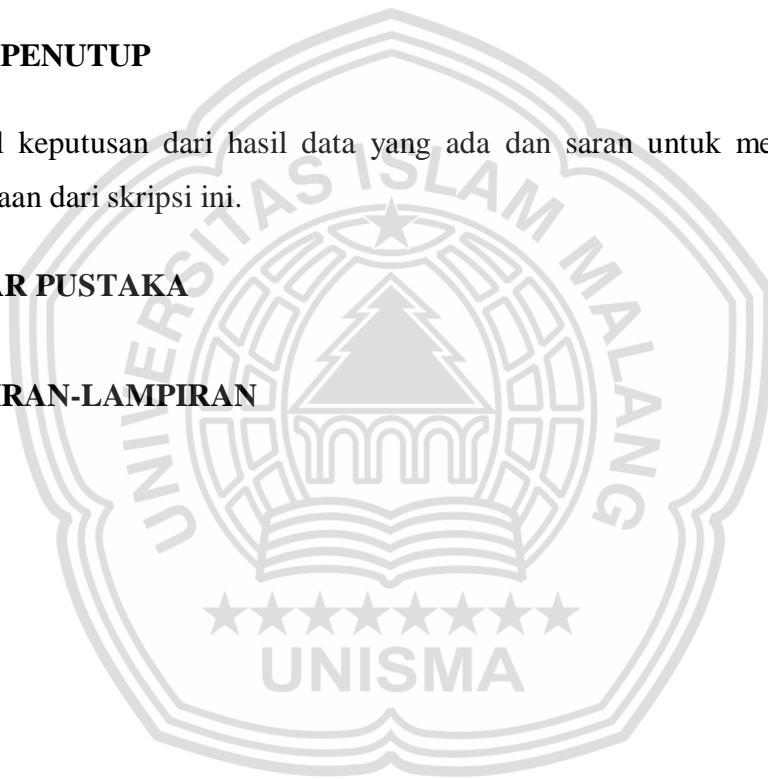 PENUTUP
keputusan dari hasil data yang ada dan saran untuk me
dari skripsi ini.
UNIVERSITAS ISLAM MALANG
PUSTAKA
RAN-LAMPIRAN
UNISMA